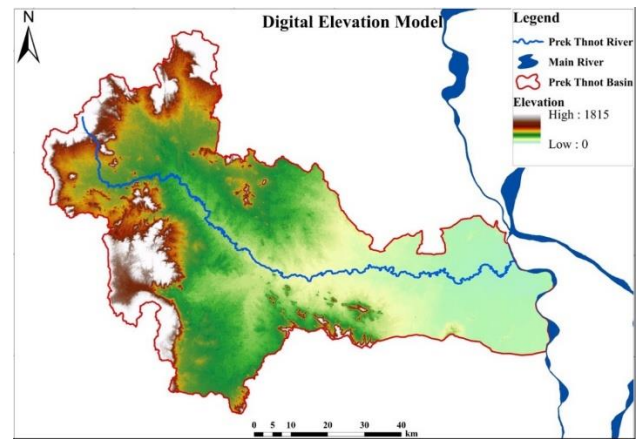 N
Digital Elevation Model
Legend
Prek Thnot River
Main River
Prek Thnot Basin
Elevation
High : 1815
Low : 0
0 5 10 20 30 40
km